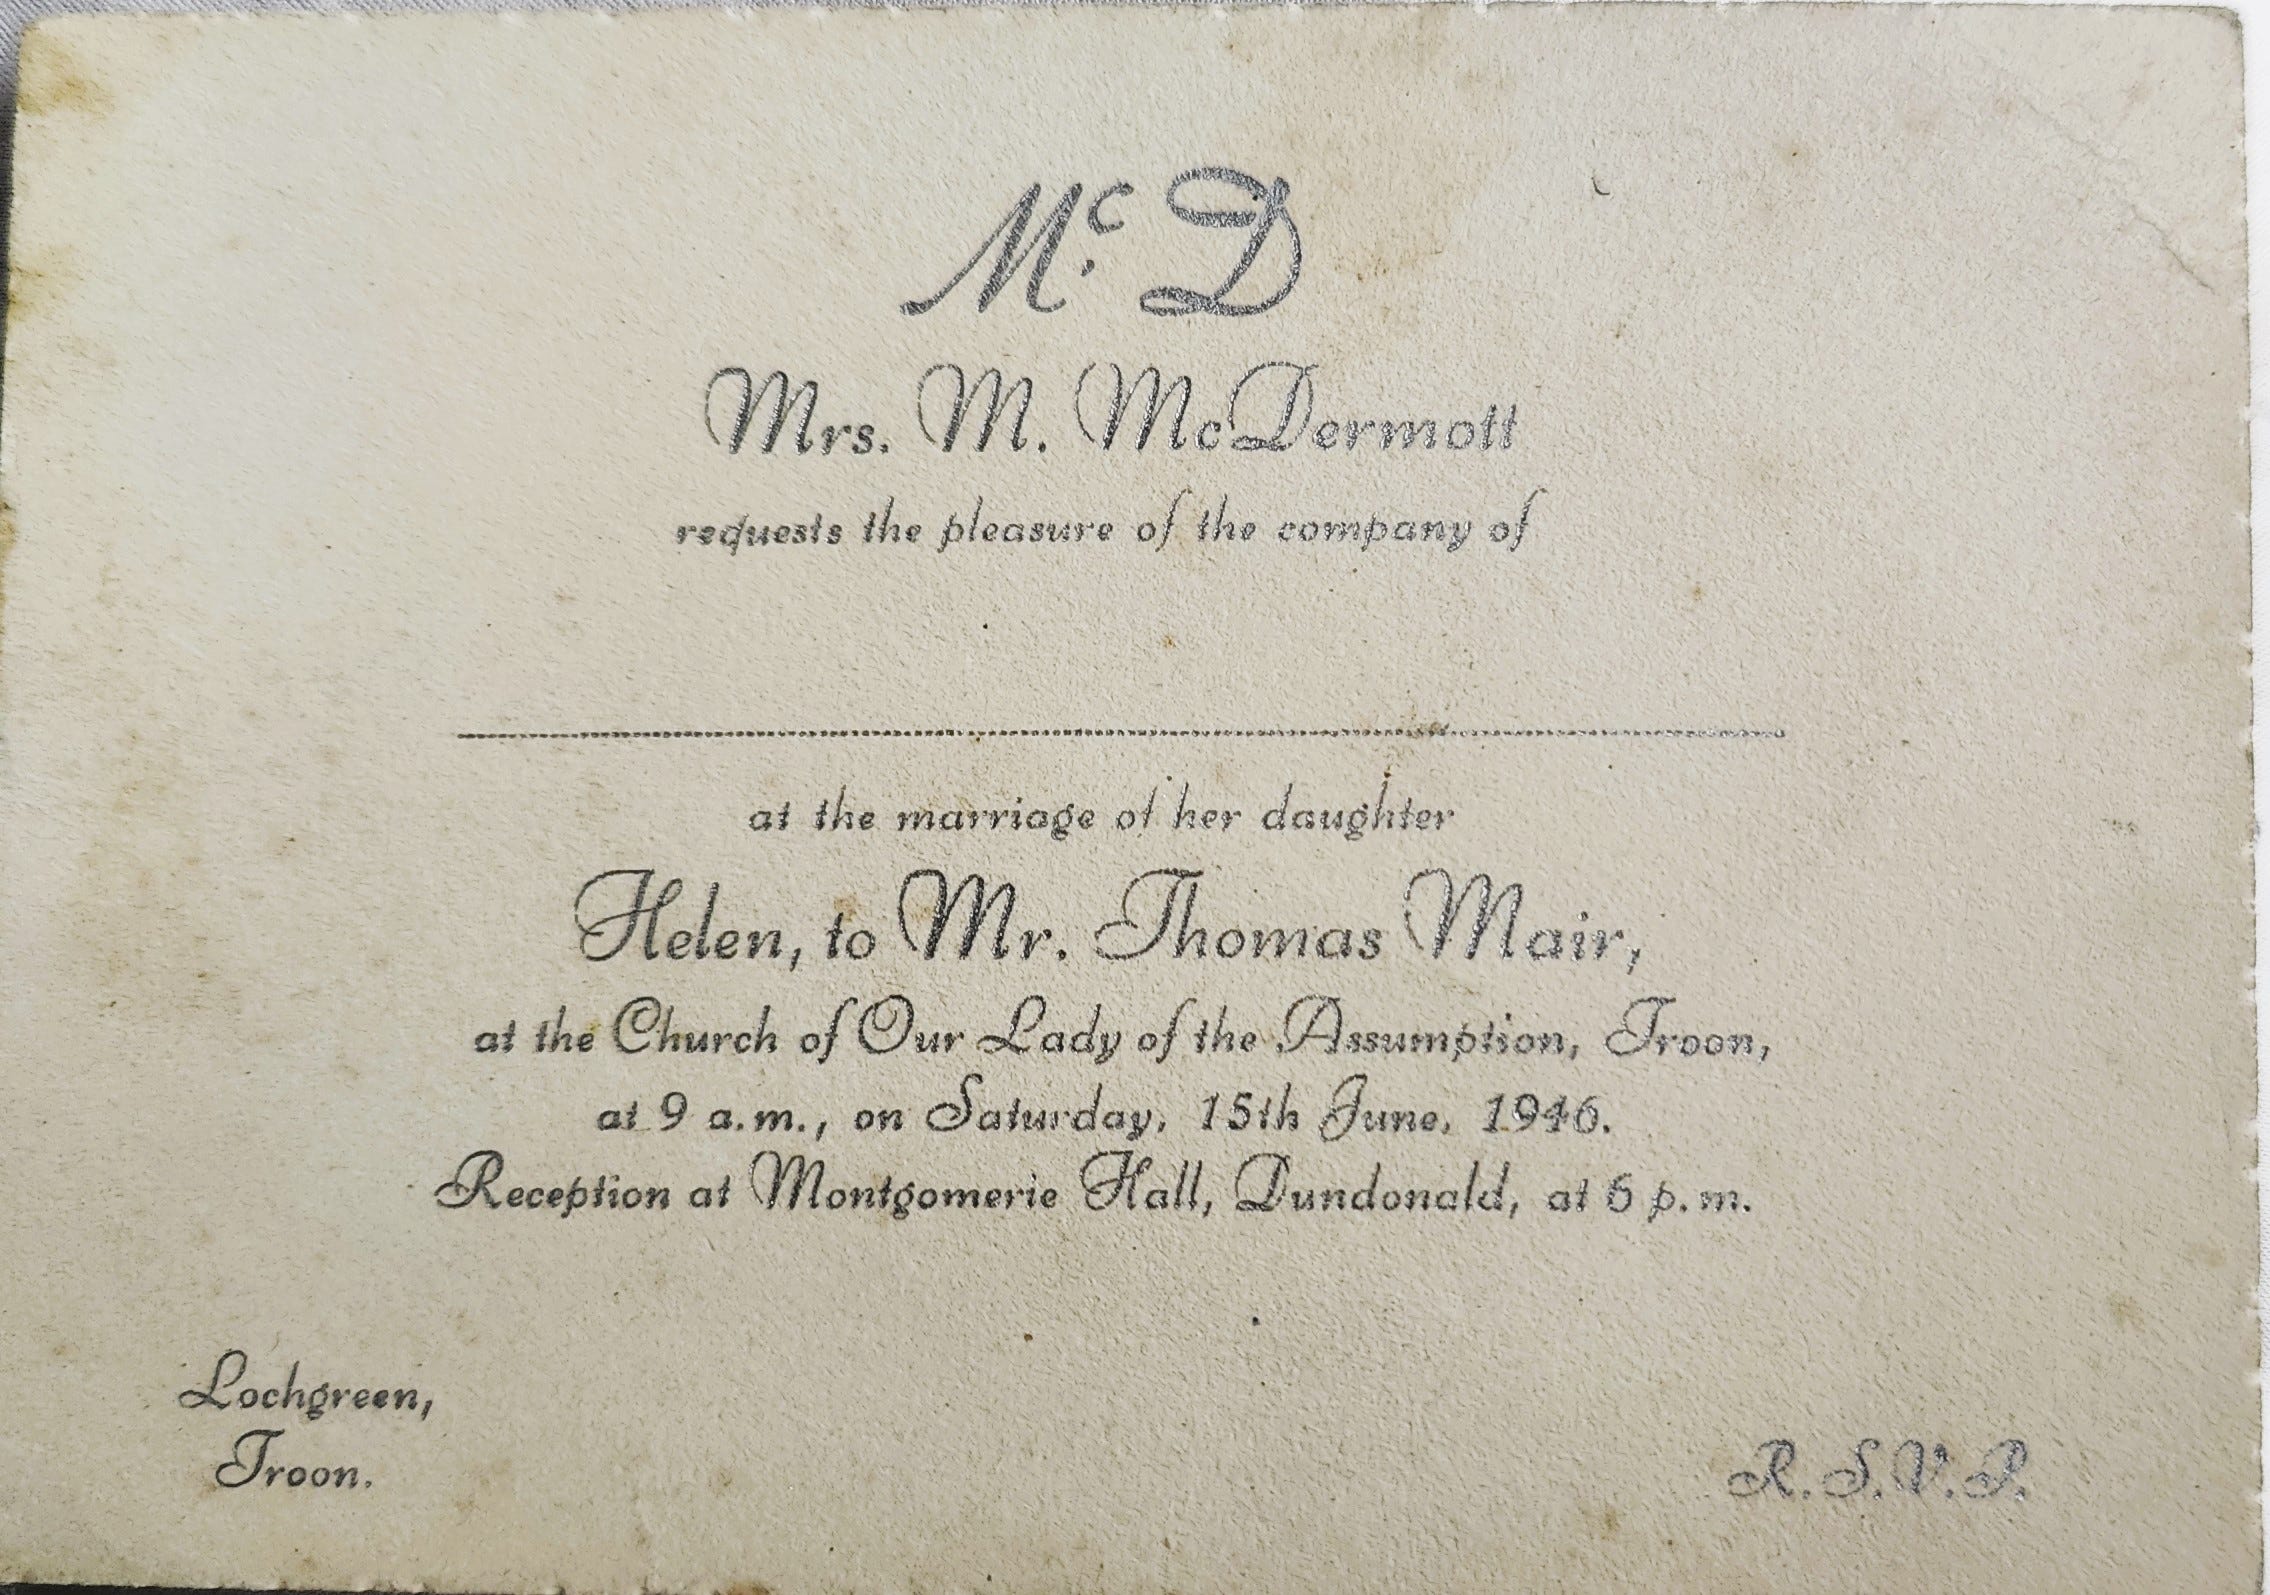 Mc. D
Mrs. M. McDermott
requests the pleasure of the company of
at the marriage of her daughter
Helen, to Mr. Thomas Mair,
at the Church of Our Lady of the Assumption, Troon,
at 9 a.m., on Saturday, 15th June, 1946.
Reception at Montgomerie Hall, Dundonald, at 6 p.m.
Lochgreen,
Troon.
R.S.V.P.